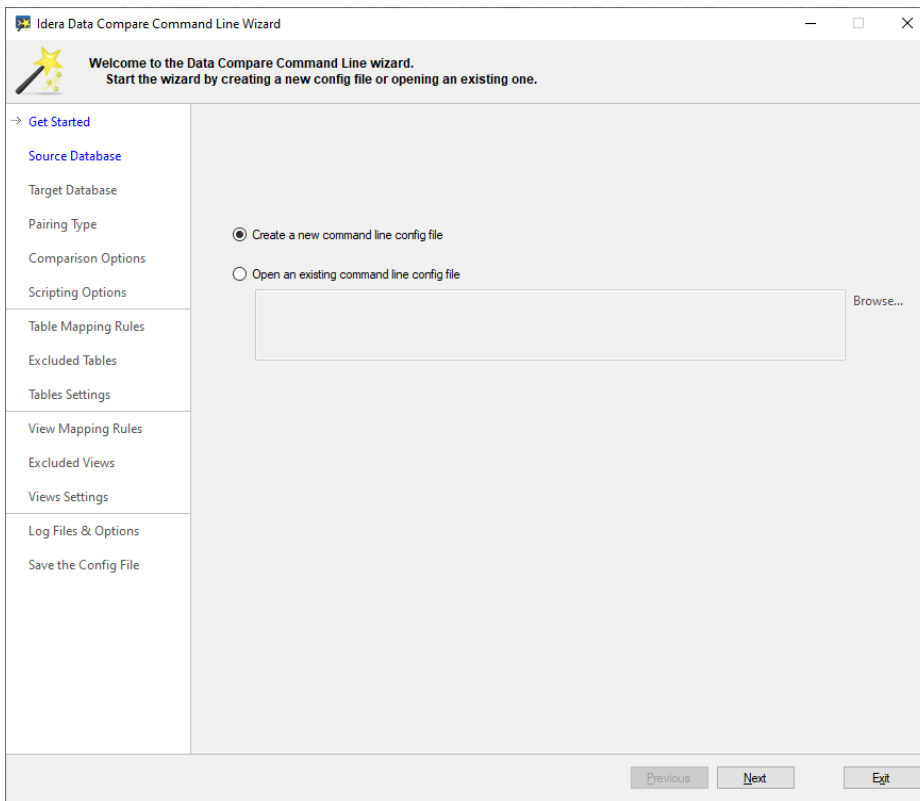 Idera Data Compare Command Line Wizard
Welcome to the Data Compare Command Line wizard.
Start the wizard by creating a new config file or opening an existing one.
Get Started
Source Database
Target Database
Pairing Type
Comparison Options
Scripting Options
Table Mapping Rules
Excluded Tables
Tables Settings
View Mapping Rules
Excluded Views
Views Settings
Log Files & Options
Save the Config File
Create a new command line config file
Open an existing command line config file
Browse...
Previous
Next
Exit